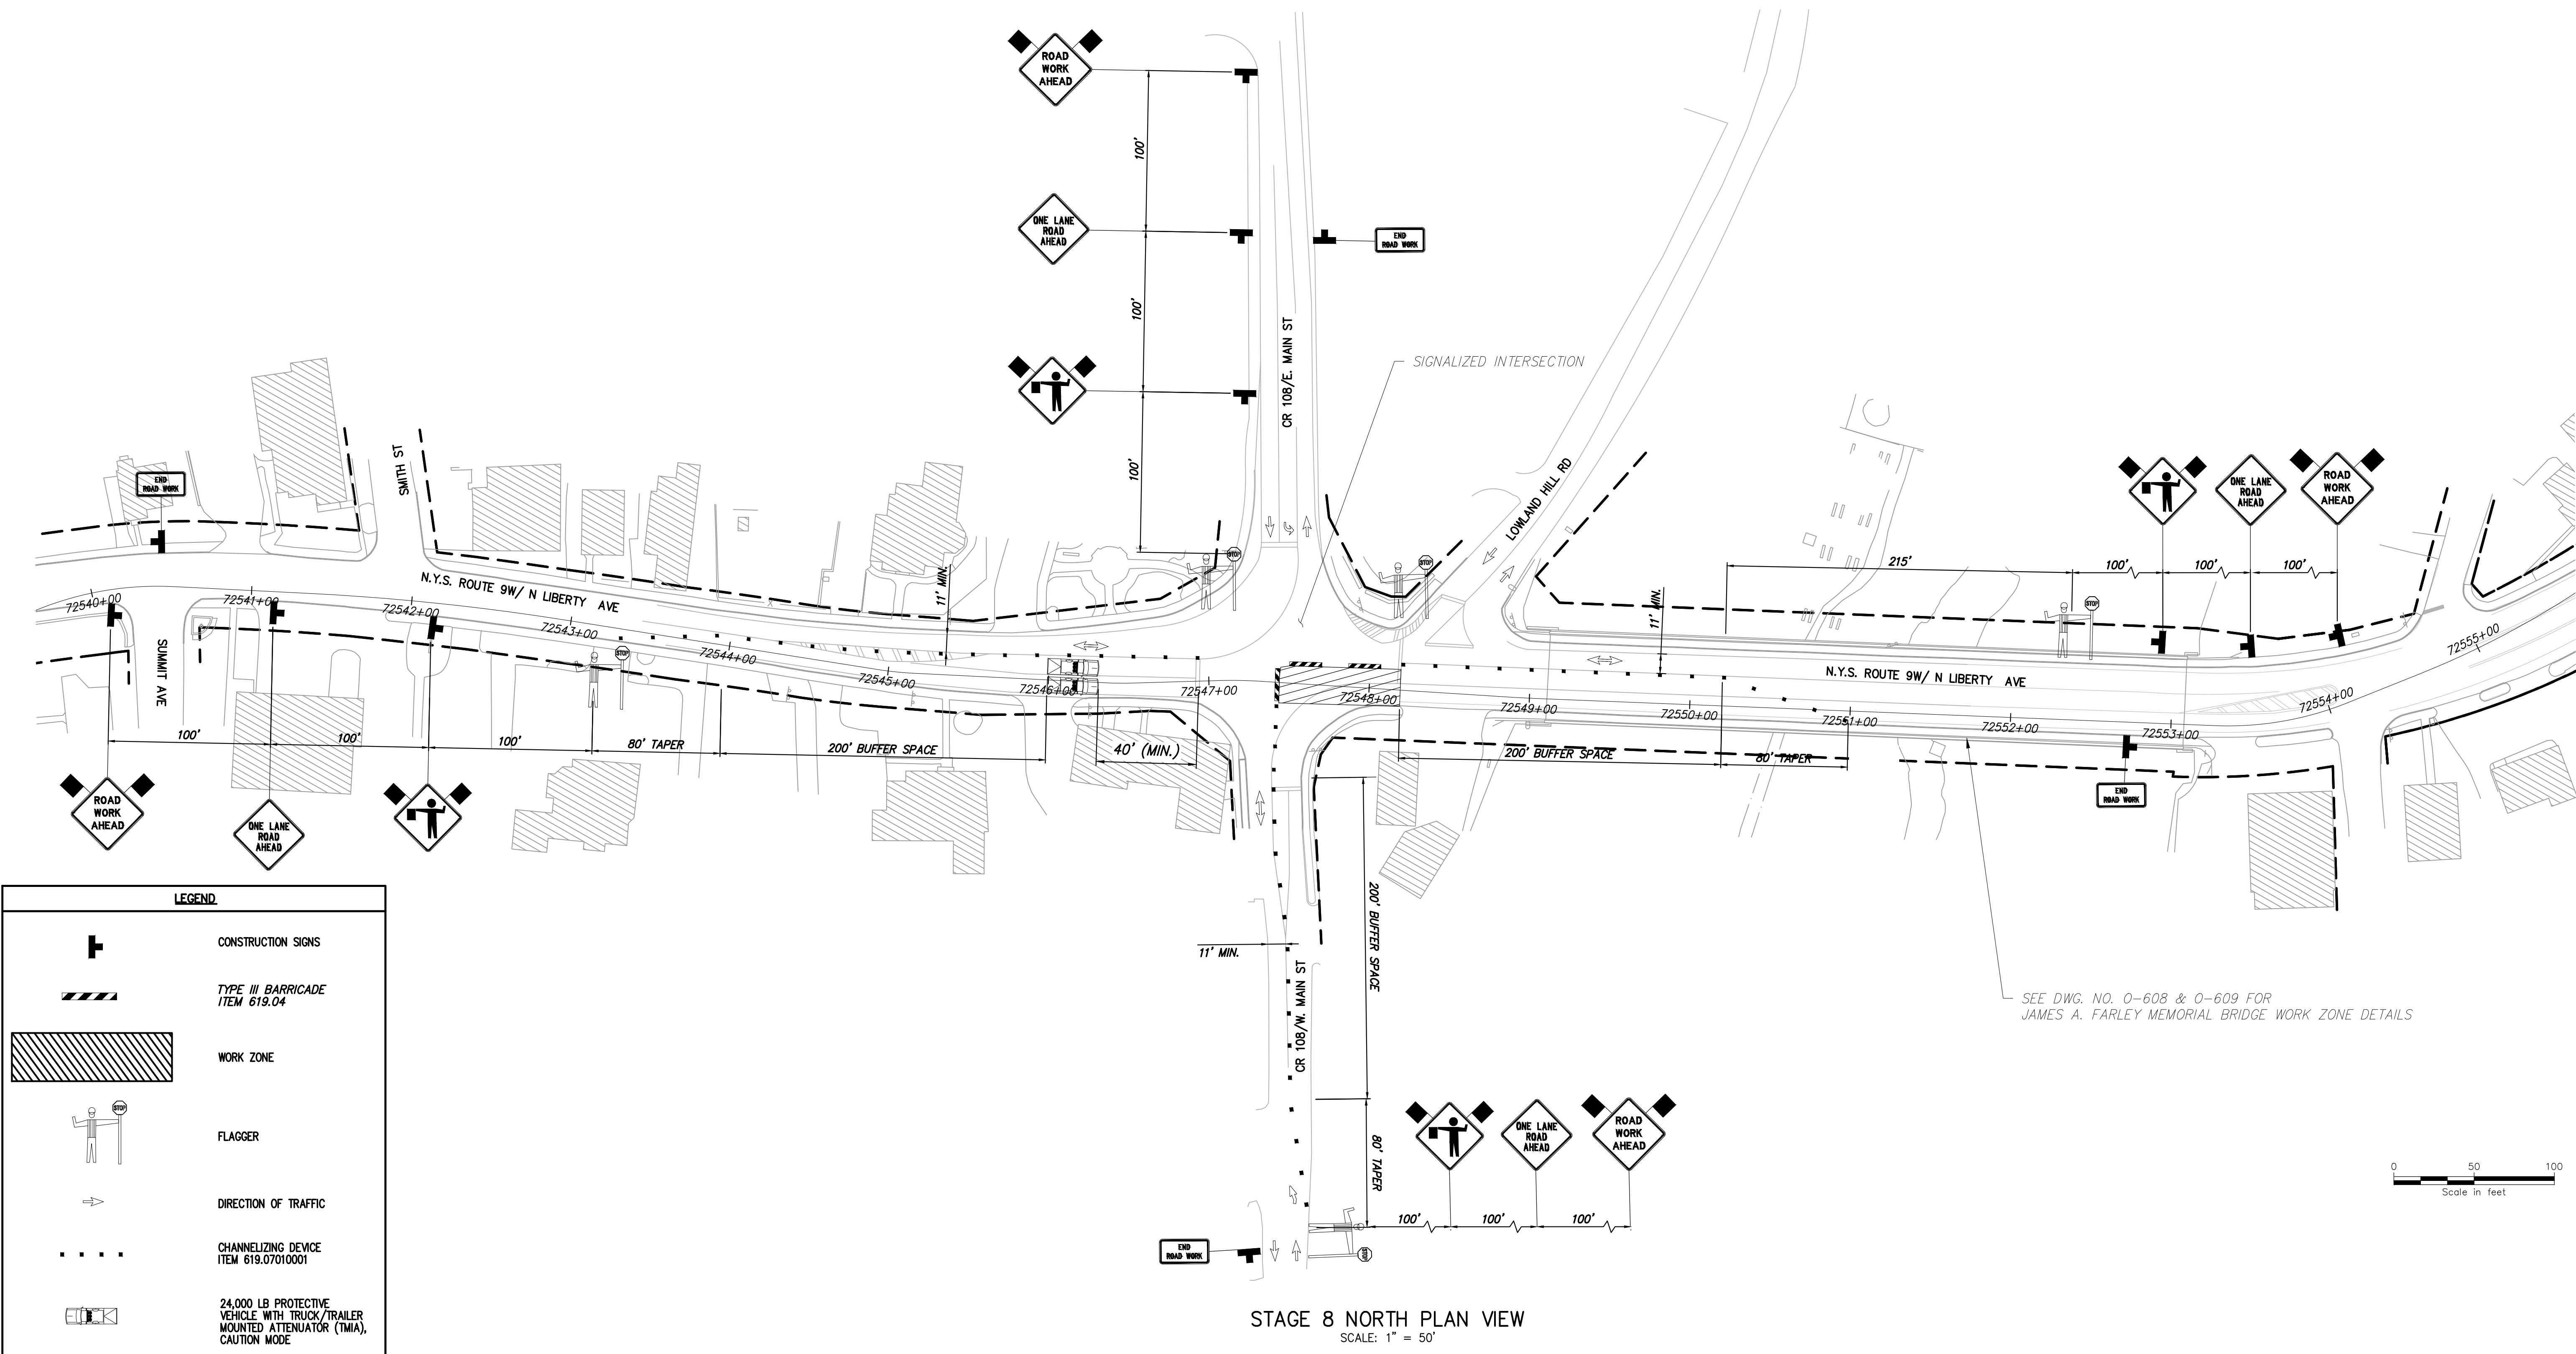 ROAD
WORK
AHEAD
100'
ONE LANE
ROAD
AHEAD
END
ROAD WORK
100'
CR 108/E. MAIN ST
SIGNALIZED INTERSECTION
100'
LOWLAND HILL RD
SMITH ST
END
ROAD WORK
STOP
STOP
ONE LANE
ROAD
AHEAD
ROAD
WORK
AHEAD
215'
100'
100'
100'
11' MIN.
11' MIN.
STOP
N.Y.S. ROUTE 9W/ N LIBERTY AVE
N.Y.S. ROUTE 9W/ N LIBERTY AVE
SUMMIT AVE
STOP
72540+00
72541+00
72542+00
72543+00
72544+00
72545+00
72546+00
72547+00
72548+00
72549+00
72550+00
72551+00
72552+00
72553+00
72554+00
72555+00
100'
100'
100'
80' TAPER
200' BUFFER SPACE
40' (MIN.)
200' BUFFER SPACE
80' TAPER
END
ROAD WORK
ROAD
WORK
AHEAD
ONE LANE
ROAD
AHEAD
200' BUFFER SPACE
11' MIN.
CR 108/W. MAIN ST
80' TAPER
SEE DWG. NO. O-608 & O-609 FOR
JAMES A. FARLEY MEMORIAL BRIDGE WORK ZONE DETAILS
ONE LANE
ROAD
AHEAD
ROAD
WORK
AHEAD
100'
100'
100'
END
ROAD WORK
STOP
LEGEND
CONSTRUCTION SIGNS
TYPE III BARRICADE
ITEM 619.04
WORK ZONE
STOP
FLAGGER
DIRECTION OF TRAFFIC
CHANNELIZING DEVICE
ITEM 619.07010001
24,000 LB PROTECTIVE
VEHICLE WITH TRUCK/TRAILER
MOUNTED ATTENUATOR (TMIA),
CAUTION MODE
0 50 100
Scale in feet
STAGE 8 NORTH PLAN VIEW
SCALE: 1" = 50'